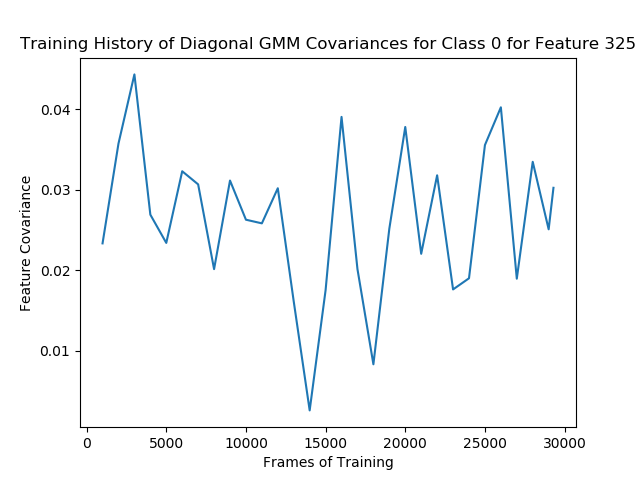 Training History of Diagonal GMM Covariances for Class 0 for Feature 325
Feature Covariance
0.04
0.03
0.02
0.01
0 5000 10000 15000 20000 25000 30000
Frames of Training